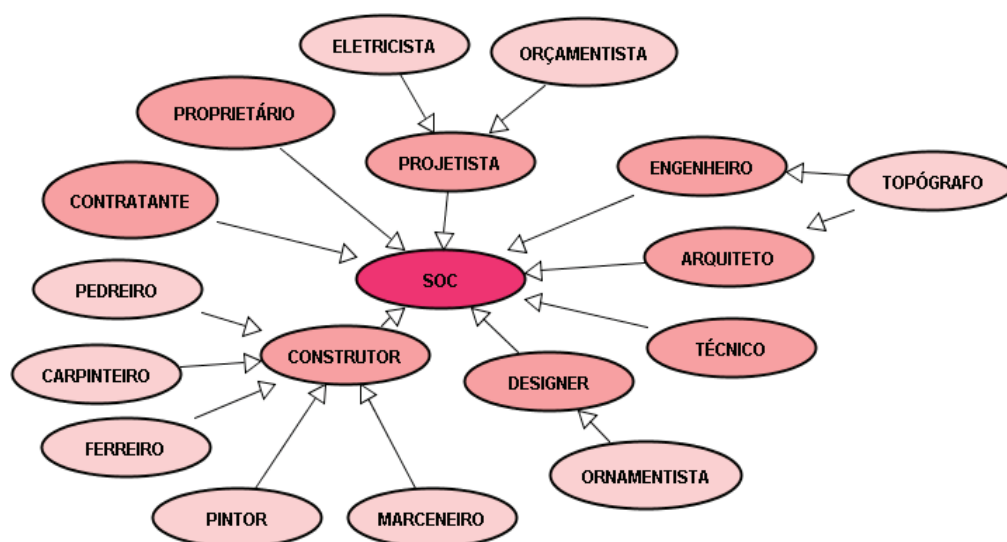 ELETRICISTA
ORÇAMENTISTA
PROPRIETÁRIO
PROJETISTA
ENGENHEIRO
TOPÓGRAFO
CONTRATANTE
ARQUITETO
SOC
PEDREIRO
TÉCNICO
CONSTRUTOR
CARPINTEIRO
DESIGNER
FERREIRO
ORNAMENTISTA
PINTOR
MARCENEIRO